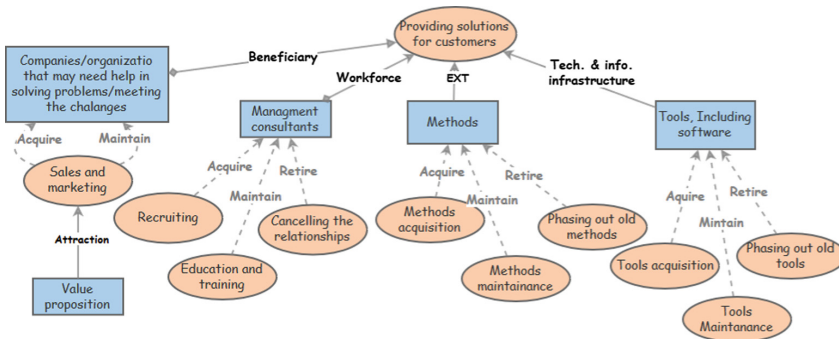 Providing solutions
for customers
Beneficiary
Workforce
EXT
Tech. & info.
infrastructure
Companies/organizatio
that may need help in
solving problems/meeting
the chalanges
Managment
consultants
Methods
Tools, Including
software
Acquire
Maintain
Sales and
marketing
Acquire
Maintain
Retire
Acquire
Maintain
Retire
Aquire
Mintain
Retire
Recruiting
Cancelling the
relationships
Education and
training
Methods
acquisition
Phasing out old
methods
Methods
maintainance
Tools acquisition
Phasing out old
tools
Tools
Maintanance
Attraction
Value
proposition